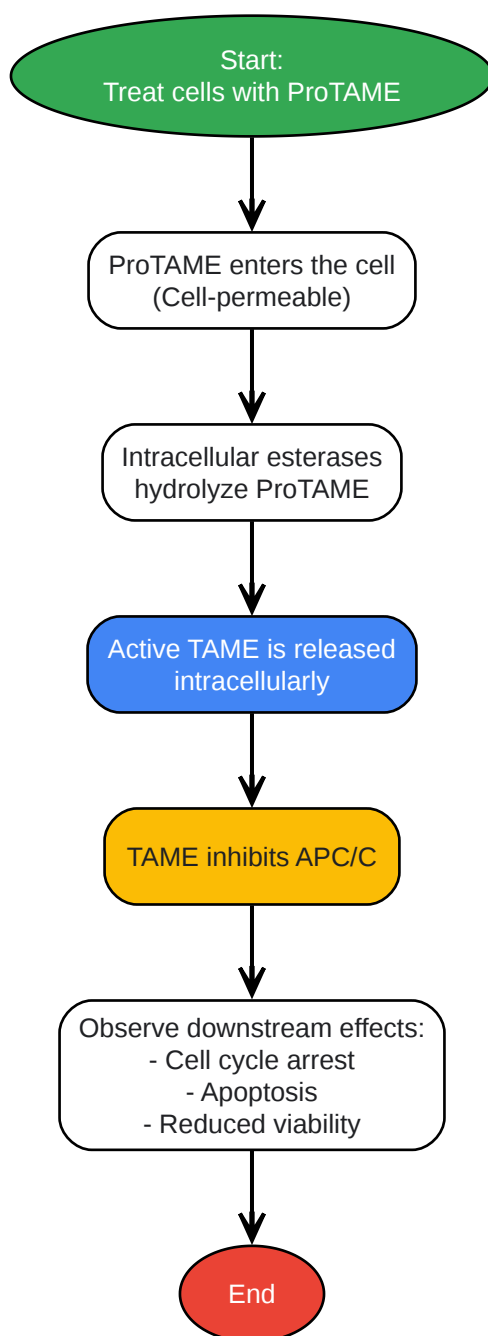 Start:
Treat cells with ProTAME
ProTAME enters the cell
(Cell-permeable)
Intracellular esterases
hydrolyze ProTAME
Active TAME is released
intracellularly
TAME inhibits APC/C
Observe downstream effects:
- Cell cycle arrest
- Apoptosis
- Reduced viability
End